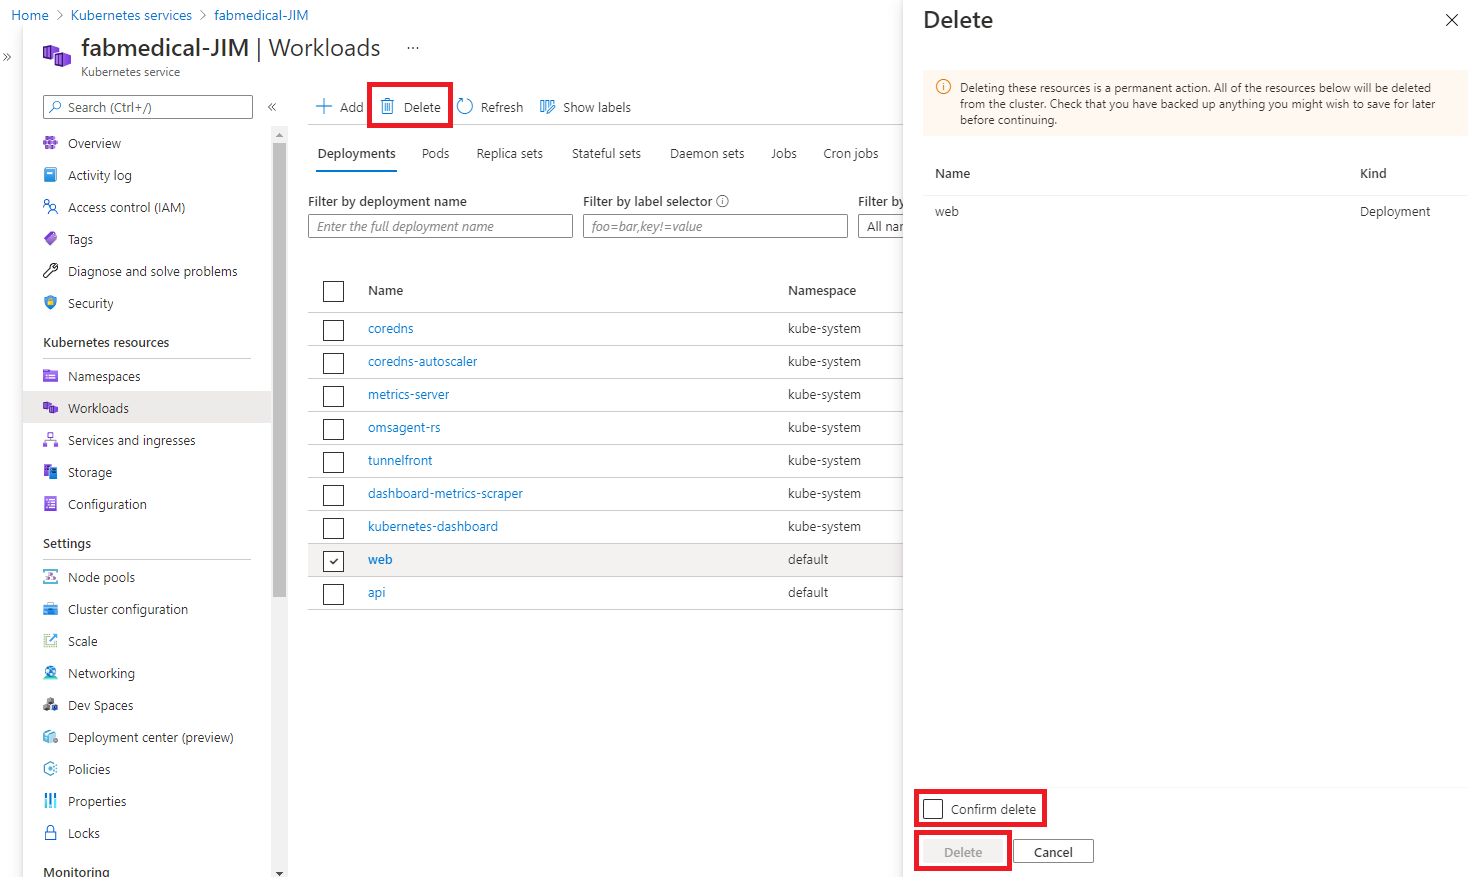 Home > Kubernetes services > fabmedical-JIM
fabmedical-JIM | Workloads ...
Kubernetes service
Search (Ctrl+/)
«
»
Overview
Activity log
Access control (IAM)
Tags
Diagnose and solve problems
Security
Kubernetes resources
Namespaces
Workloads
Services and ingresses
Storage
Configuration
Settings
Node pools
Cluster configuration
Scale
Networking
Dev Spaces
Deployment center (preview)
Policies
Properties
Locks
Monitoring
Add Delete Refresh Show labels
Deployments Pods Replica sets Stateful sets Daemon sets Jobs Cron jobs
Filter by deployment name Filter by label selector Filter by
Enter the full deployment name foo=bar,key!=value All nar
Name Namespace
coredns kube-system
coredns-autoscaler kube-system
metrics-server kube-system
omsagent-rs kube-system
tunnelfront kube-system
dashboard-metrics-scraper kube-system
kubernetes-dashboard kube-system
web default
api default
Delete
Deleting these resources is a permanent action. All of the resources below will be deleted
from the cluster. Check that you have backed up anything you might wish to save for later
before continuing.
Name Kind
web Deployment
Confirm delete
Delete Cancel